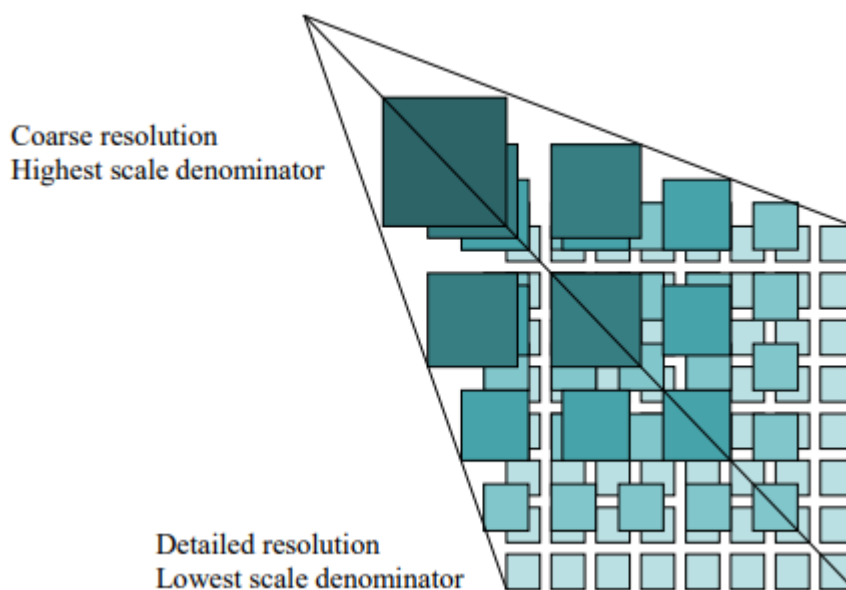 Coarse resolution
Highest scale denominator
Detailed resolution
Lowest scale denominator